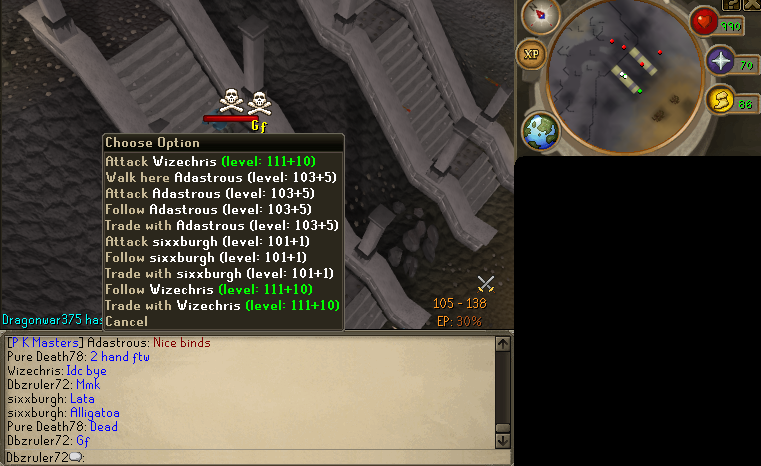 ?
990
XP
70
86
Gf
Choose Option
Attack Wizechris (level: 111+10)
Walk here Adastrous (level: 103+5)
Attack Adastrous (level: 103+5)
Follow Adastrous (level: 103+5)
Trade with Adastrous (level: 103+5)
Attack sixxburgh (level: 101+1)
Follow sixxburgh (level: 101+1)
Trade with sixxburgh (level: 101+1)
Follow Wizechris (level: 111+10)
Trade with Wizechris (level: 111+10)
Cancel
105 - 138
EP: 30%
Dragonwar375 has
[P K Masters] Adastrous: Nice binds
Pure Death78: 2 hand ftw
Wizechris: Idc bye
Dbzruler72: Mmk
sixxburgh: Lata
sixxburgh: Alligatoa
Pure Death78: Dead
Dbzruler72: Gf
Dbzruler72: